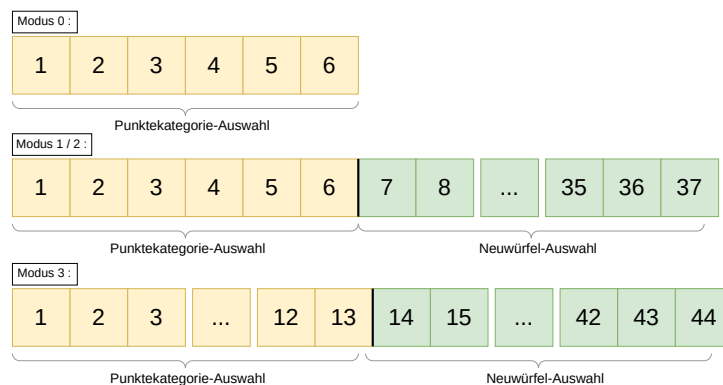 Modus 0 :
1 2 3 4 5 6
Punktekategorie-Auswahl
Modus 1 / 2 :
1 2 3 4 5 6 7 8 ... 35 36 37
Punktekategorie-Auswahl Neuwürfel-Auswahl
Modus 3 :
1 2 3 ... 12 13 14 15 ... 42 43 44
Punktekategorie-Auswahl Neuwürfel-Auswahl